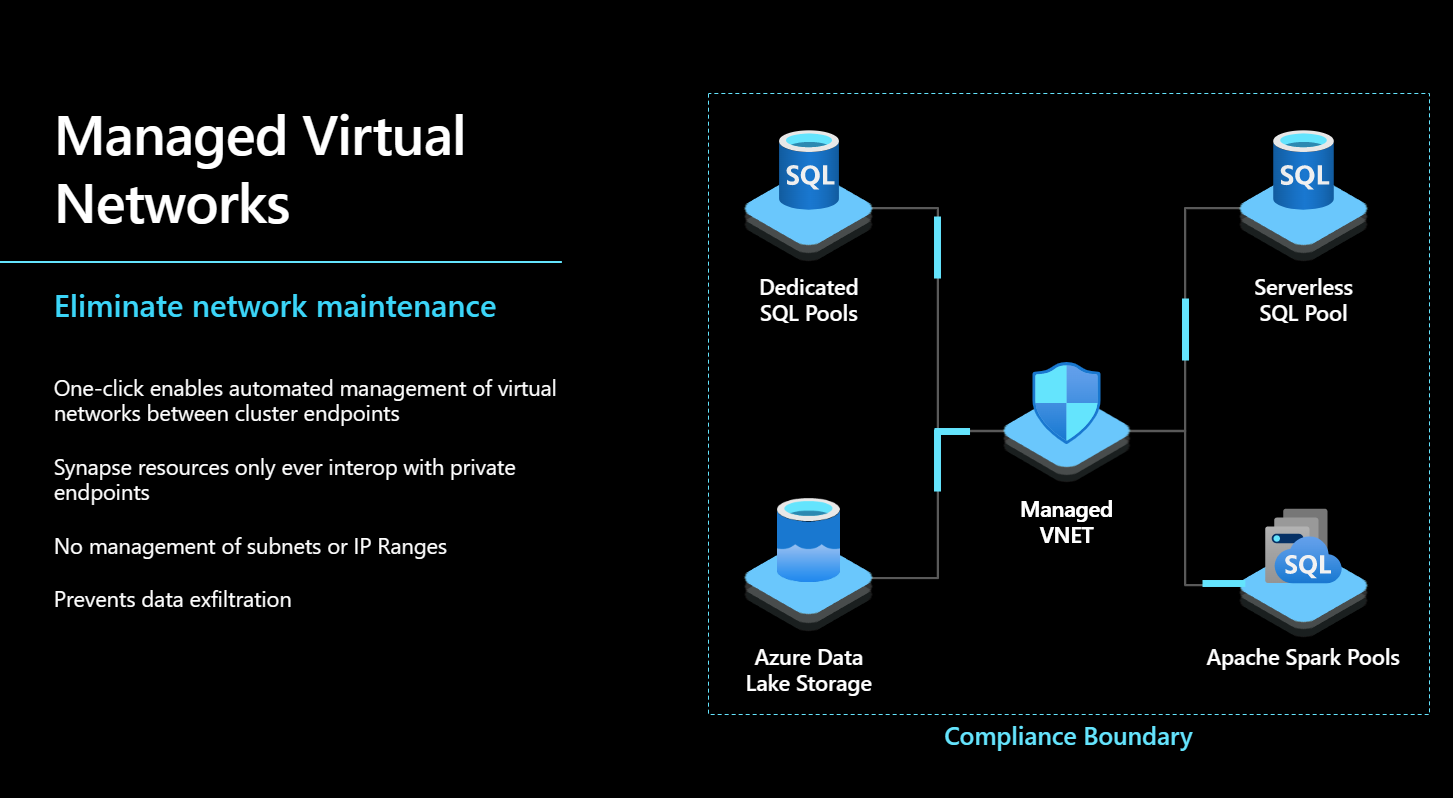 Managed Virtual
Networks
Eliminate network maintenance
One-click enables automated management of virtual
networks between cluster endpoints
Synapse resources only ever interop with private
endpoints
No management of subnets or IP Ranges
Prevents data exfiltration
SQL
Dedicated
SQL Pools
SQL
Serverless
SQL Pool
Managed
VNET
Azure Data
Lake Storage
SQL
Apache Spark Pools
Compliance Boundary